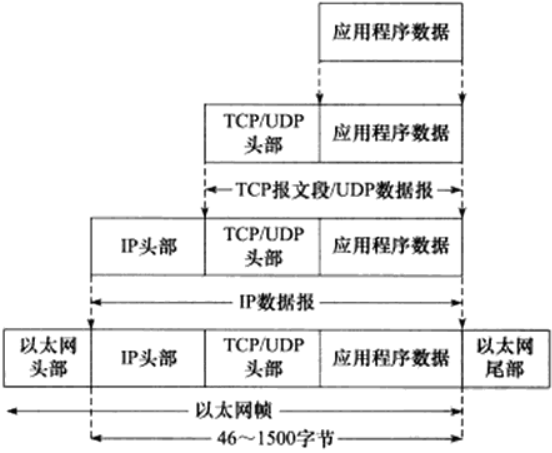 应用程序数据
TCP/UDP
头部
应用程序数据
TCP报文段/UDP数据报
IP头部
TCP/UDP
头部
应用程序数据
IP数据报
以太网
头部
IP头部
TCP/UDP
头部
应用程序数据
以太网
尾部
以太网帧
46~1500字节